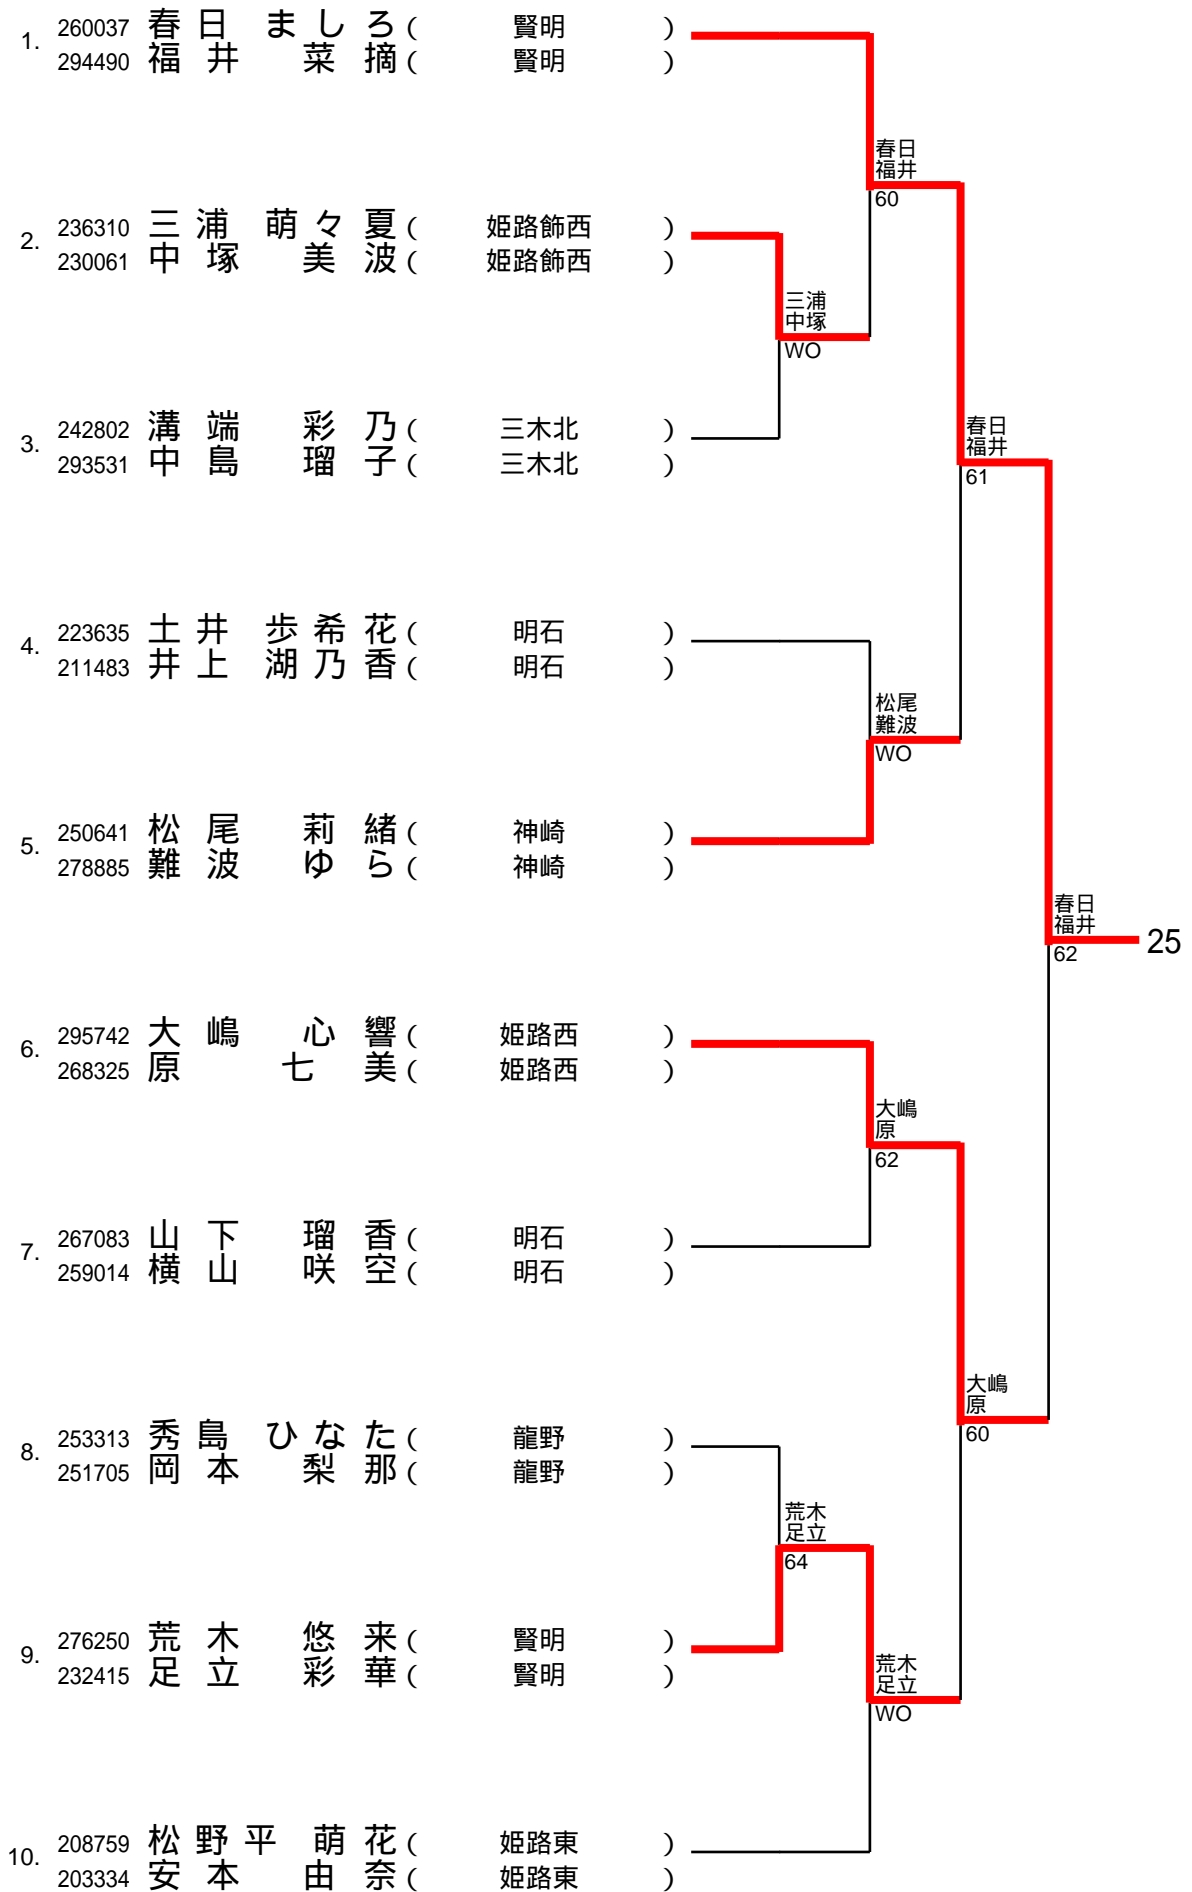 1. 260037 春日 ましろ ( 賢明 )
294490 福井 菜摘 ( 賢明 )
春日
福井
60
2. 236310 三浦 萌々夏 ( 姫路飾西 )
230061 中塚 美波 ( 姫路飾西 )
三浦
中塚
WO
3. 242802 溝端 彩乃 ( 三木北 )
293531 中島 瑠子 ( 三木北 )
春日
福井
61
4. 223635 土井 歩希花 ( 明石 )
211483 井上 湖乃香 ( 明石 )
松尾
難波
WO
5. 250641 松尾 莉緒 ( 神崎 )
278885 難波 ゆら ( 神崎 )
春日
福井
62
25
6. 295742 大嶋 心響 ( 姫路西 )
268325 原 七美 ( 姫路西 )
大嶋
原
62
7. 267083 山下 瑠香 ( 明石 )
259014 横山 咲空 ( 明石 )
大嶋
原
60
8. 253313 秀島 ひなた ( 龍野 )
251705 岡本 梨那 ( 龍野 )
荒木
足立
64
9. 276250 荒木 悠来 ( 賢明 )
232415 足立 彩華 ( 賢明 )
荒木
足立
WO
10. 208759 松野平 萌花 ( 姫路東 )
203334 安本 由奈 ( 姫路東 )